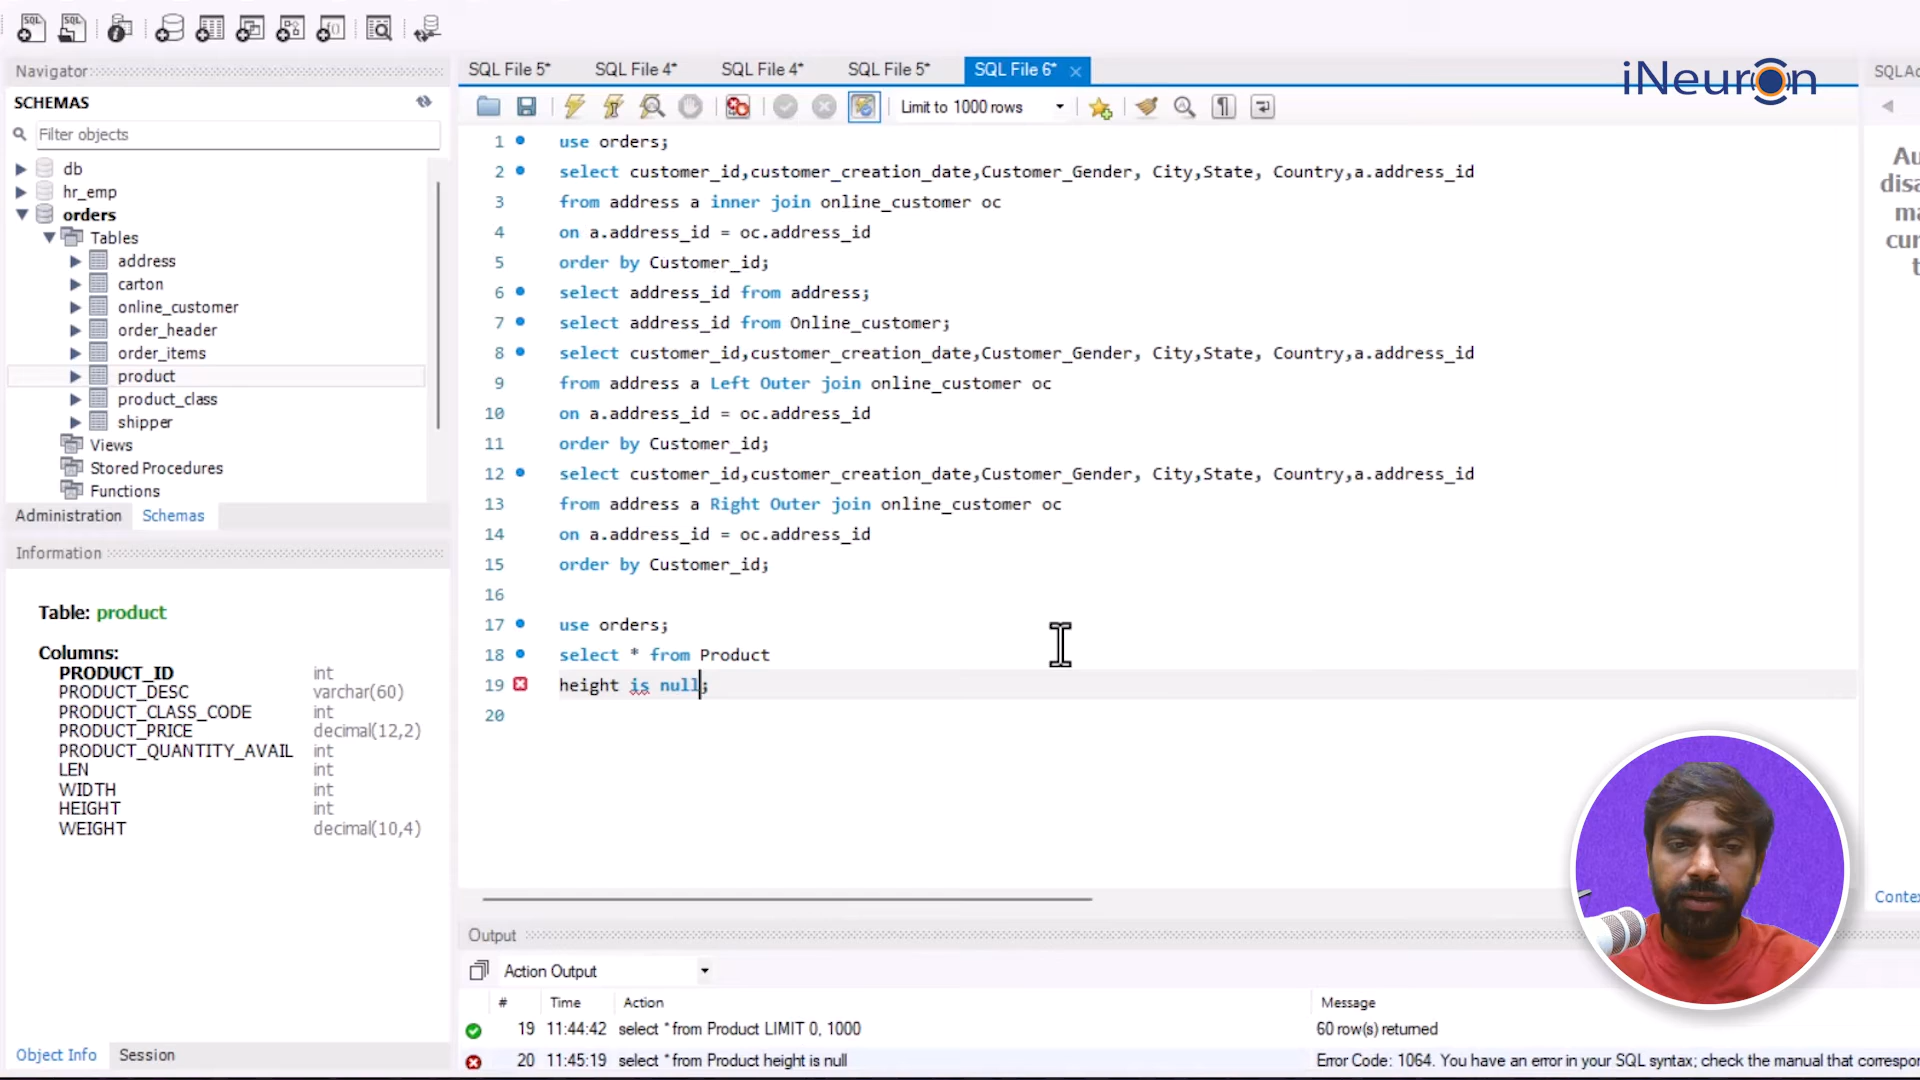 SQL
SQL
Navigator
SCHEMAS
Filter objects
db
hr_emp
orders
Tables
address
carton
online_customer
order_header
order_items
product
product_class
shipper
Views
Stored Procedures
Functions
Administration Schemas
Information
Table: product
Columns:
PRODUCT_ID int
PRODUCT_DESC varchar(60)
PRODUCT_CLASS_CODE int
PRODUCT_PRICE decimal(12,2)
PRODUCT_QUANTITY_AVAIL int
LEN int
WIDTH int
HEIGHT int
WEIGHT decimal(10,4)
Object Info Session
SQL File 5* SQL File 4* SQL File 4* SQL File 5* SQL File 6*
Limit to 1000 rows
1 use orders;
2 select customer_id,customer_creation_date,Customer_Gender, City,State, Country,a.address_id
3 from address a inner join online_customer oc
4 on a.address_id = oc.address_id
5 order by Customer_id;
6 select address_id from address;
7 select address_id from Online_customer;
8 select customer_id,customer_creation_date,Customer_Gender, City,State, Country,a.address_id
9 from address a Left Outer join online_customer oc
10 on a.address_id = oc.address_id
11 order by Customer_id;
12 select customer_id,customer_creation_date,Customer_Gender, City,State, Country,a.address_id
13 from address a Right Outer join online_customer oc
14 on a.address_id = oc.address_id
15 order by Customer_id;
16
17 use orders;
18 select * from Product
19 height is null;
20
Output
Action Output
# Time Action Message
19 11:44:42 select * from Product LIMIT 0, 1000 60 row(s) returned
20 11:45:19 select * from Product height is null Error Code: 1064. You have an error in your SQL syntax; check the manual that correspon
iNeuron
SQLAd
Au
disa
ma
curr
t
Contex